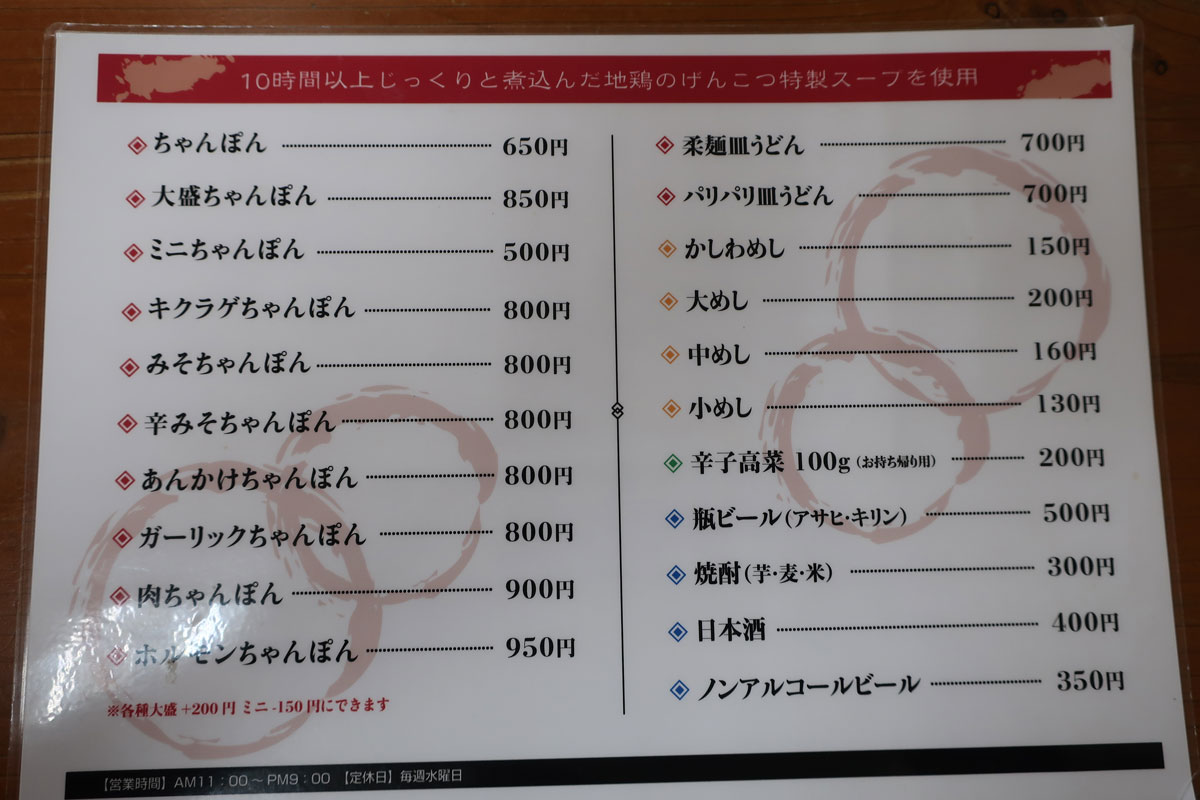 10時間以上じっくりと煮込んだ地鶏のげんこつ特製スープを使用
ちゃんぽん 650円
大盛ちゃんぽん 850円
ミニちゃんぽん 500円
キクラゲちゃんぽん 800円
みそちゃんぽん 800円
辛みそちゃんぽん 800円
あんかけちゃんぽん 800円
ガーリックちゃんぽん 800円
肉ちゃんぽん 900円
ホルモンちゃんぽん 950円
※各種大盛+200円 ミニ-150円にできます
柔麺皿うどん 700円
パリパリ皿うどん 700円
かしわめし 150円
大めし 200円
中めし 160円
小めし 130円
辛子高菜 100g(お持ち帰り用) 200円
瓶ビール(アサヒ・キリン) 500円
焼酎(芋・麦・米) 300円
日本酒 400円
ノンアルコールビール 350円
【営業時間】AM11:00~PM9:00 【定休日】毎週水曜日